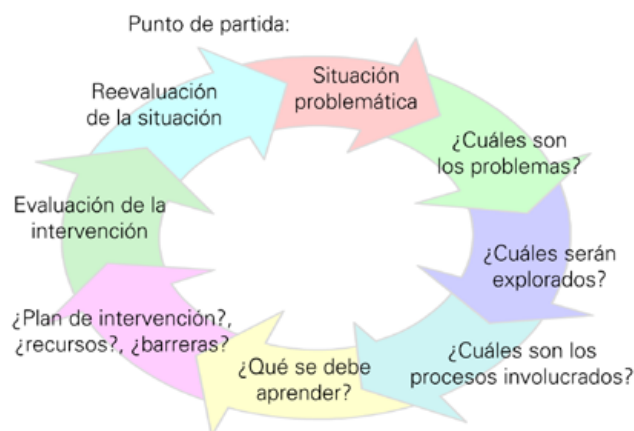 Punto de partida:
Situación
problemática
¿Cuáles son
los problemas?
¿Cuáles serán
explorados?
¿Cuáles son los
procesos involucrados?
¿Qué se debe
aprender?
¿Plan de intervención?,
¿recursos?, ¿barreras?
Evaluación de la
intervención
Reevaluación
de la situación